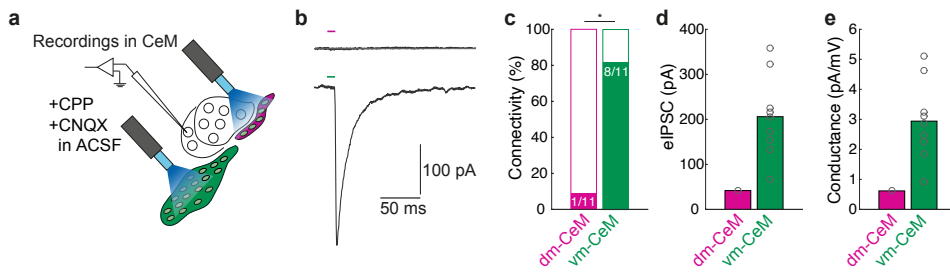 a
Recordings in CeM
+CPP
+CNQX
in ACSF
b
100 pA
50 ms
c
Connectivity (%)
100
80
60
40
20
0
*
1/11
8/11
dm-CeM
vm-CeM
d
eIPSC (pA)
400
300
200
100
0
dm-CeM
vm-CeM
e
Conductance (pA/mV)
6
5
4
3
2
1
0
dm-CeM
vm-CeM